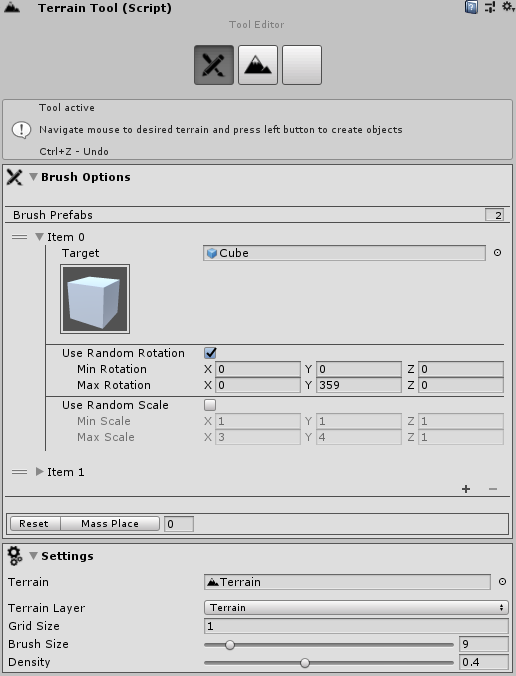 Terrain Tool (Script)
Tool Editor
Tool active
Navigate mouse to desired terrain and press left button to create objects
Ctrl+Z - Undo
Brush Options
Brush Prefabs 2
Item 0
Target Cube
Use Random Rotation
Min Rotation X 0 Y 0 Z 0
Max Rotation X 0 Y 359 Z 0
Use Random Scale
Min Scale X 1 Y 1 Z 1
Max Scale X 3 Y 4 Z 1
Item 1
+ −
Reset Mass Place 0
Settings
Terrain Terrain
Terrain Layer Terrain
Grid Size 1
Brush Size 9
Density 0.4